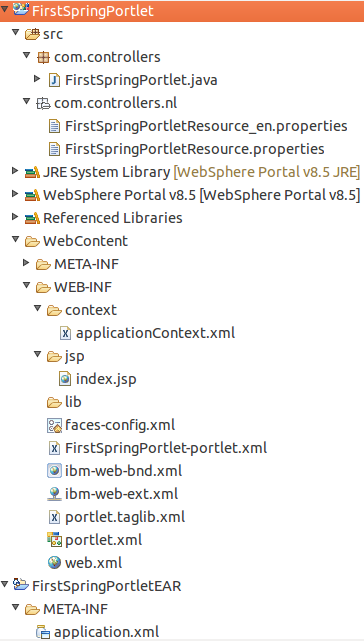 FirstSpringPortlet
src
com.controllers
FirstSpringPortlet.java
com.controllers.nl
FirstSpringPortletResource_en.properties
FirstSpringPortletResource.properties
JRE System Library [WebSphere Portal v8.5 JRE]
WebSphere Portal v8.5 [WebSphere Portal v8.5]
Referenced Libraries
WebContent
META-INF
WEB-INF
context
applicationContext.xml
jsp
index.jsp
lib
faces-config.xml
FirstSpringPortlet-portlet.xml
ibm-web-bnd.xml
ibm-web-ext.xml
portlet.taglib.xml
portlet.xml
web.xml
FirstSpringPortletEAR
META-INF
application.xml